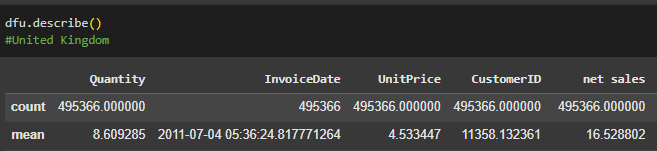 dfu.describe()
#United Kingdom
Quantity InvoiceDate UnitPrice CustomerID net sales
count 495366.000000 495366 495366.000000 495366.000000 495366.000000
mean 8.609285 2011-07-04 05:36:24.817771264 4.533447 11358.132361 16.528802